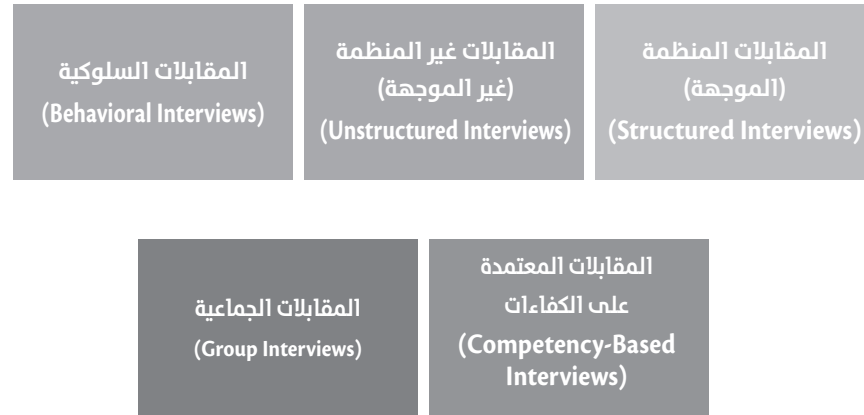 المقابلات المنظمة
(الموجهة)
(Structured Interviews)
المقابلات غير المنظمة
(غير الموجهة)
(Unstructured Interviews)
المقابلات السلوكية
(Behavioral Interviews)
المقابلات المعتمدة
على الكفاءات
(Competency-Based
Interviews)
المقابلات الجماعية
(Group Interviews)